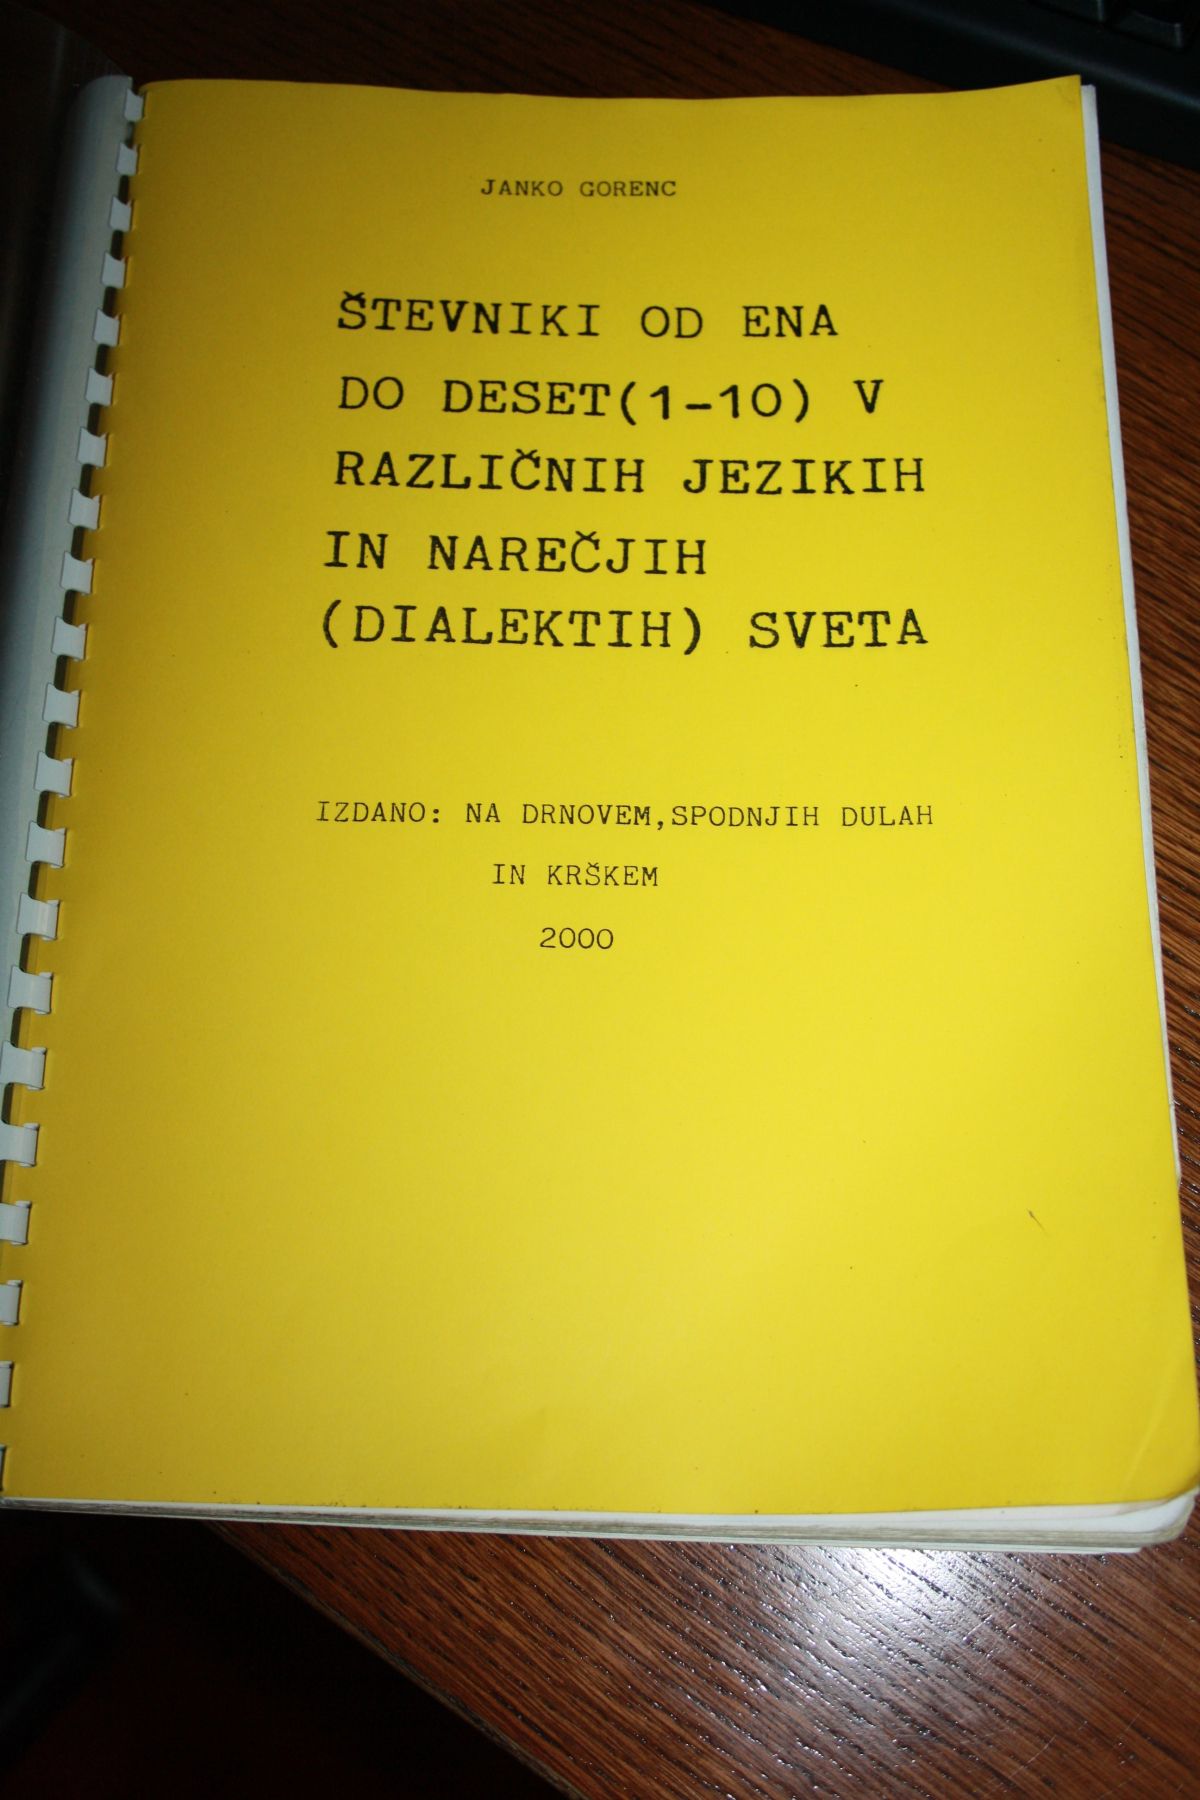 JANKO GORENC
ŠTEVNIKI OD ENA
DO DESET(1-10) V
RAZLIČNIH JEZIKIH
IN NAREČJIH
(DIALEKTIH) SVETA
IZDANO: NA DRNOVEM,SPODNJIH DULAH
IN KRŠKEM
2000